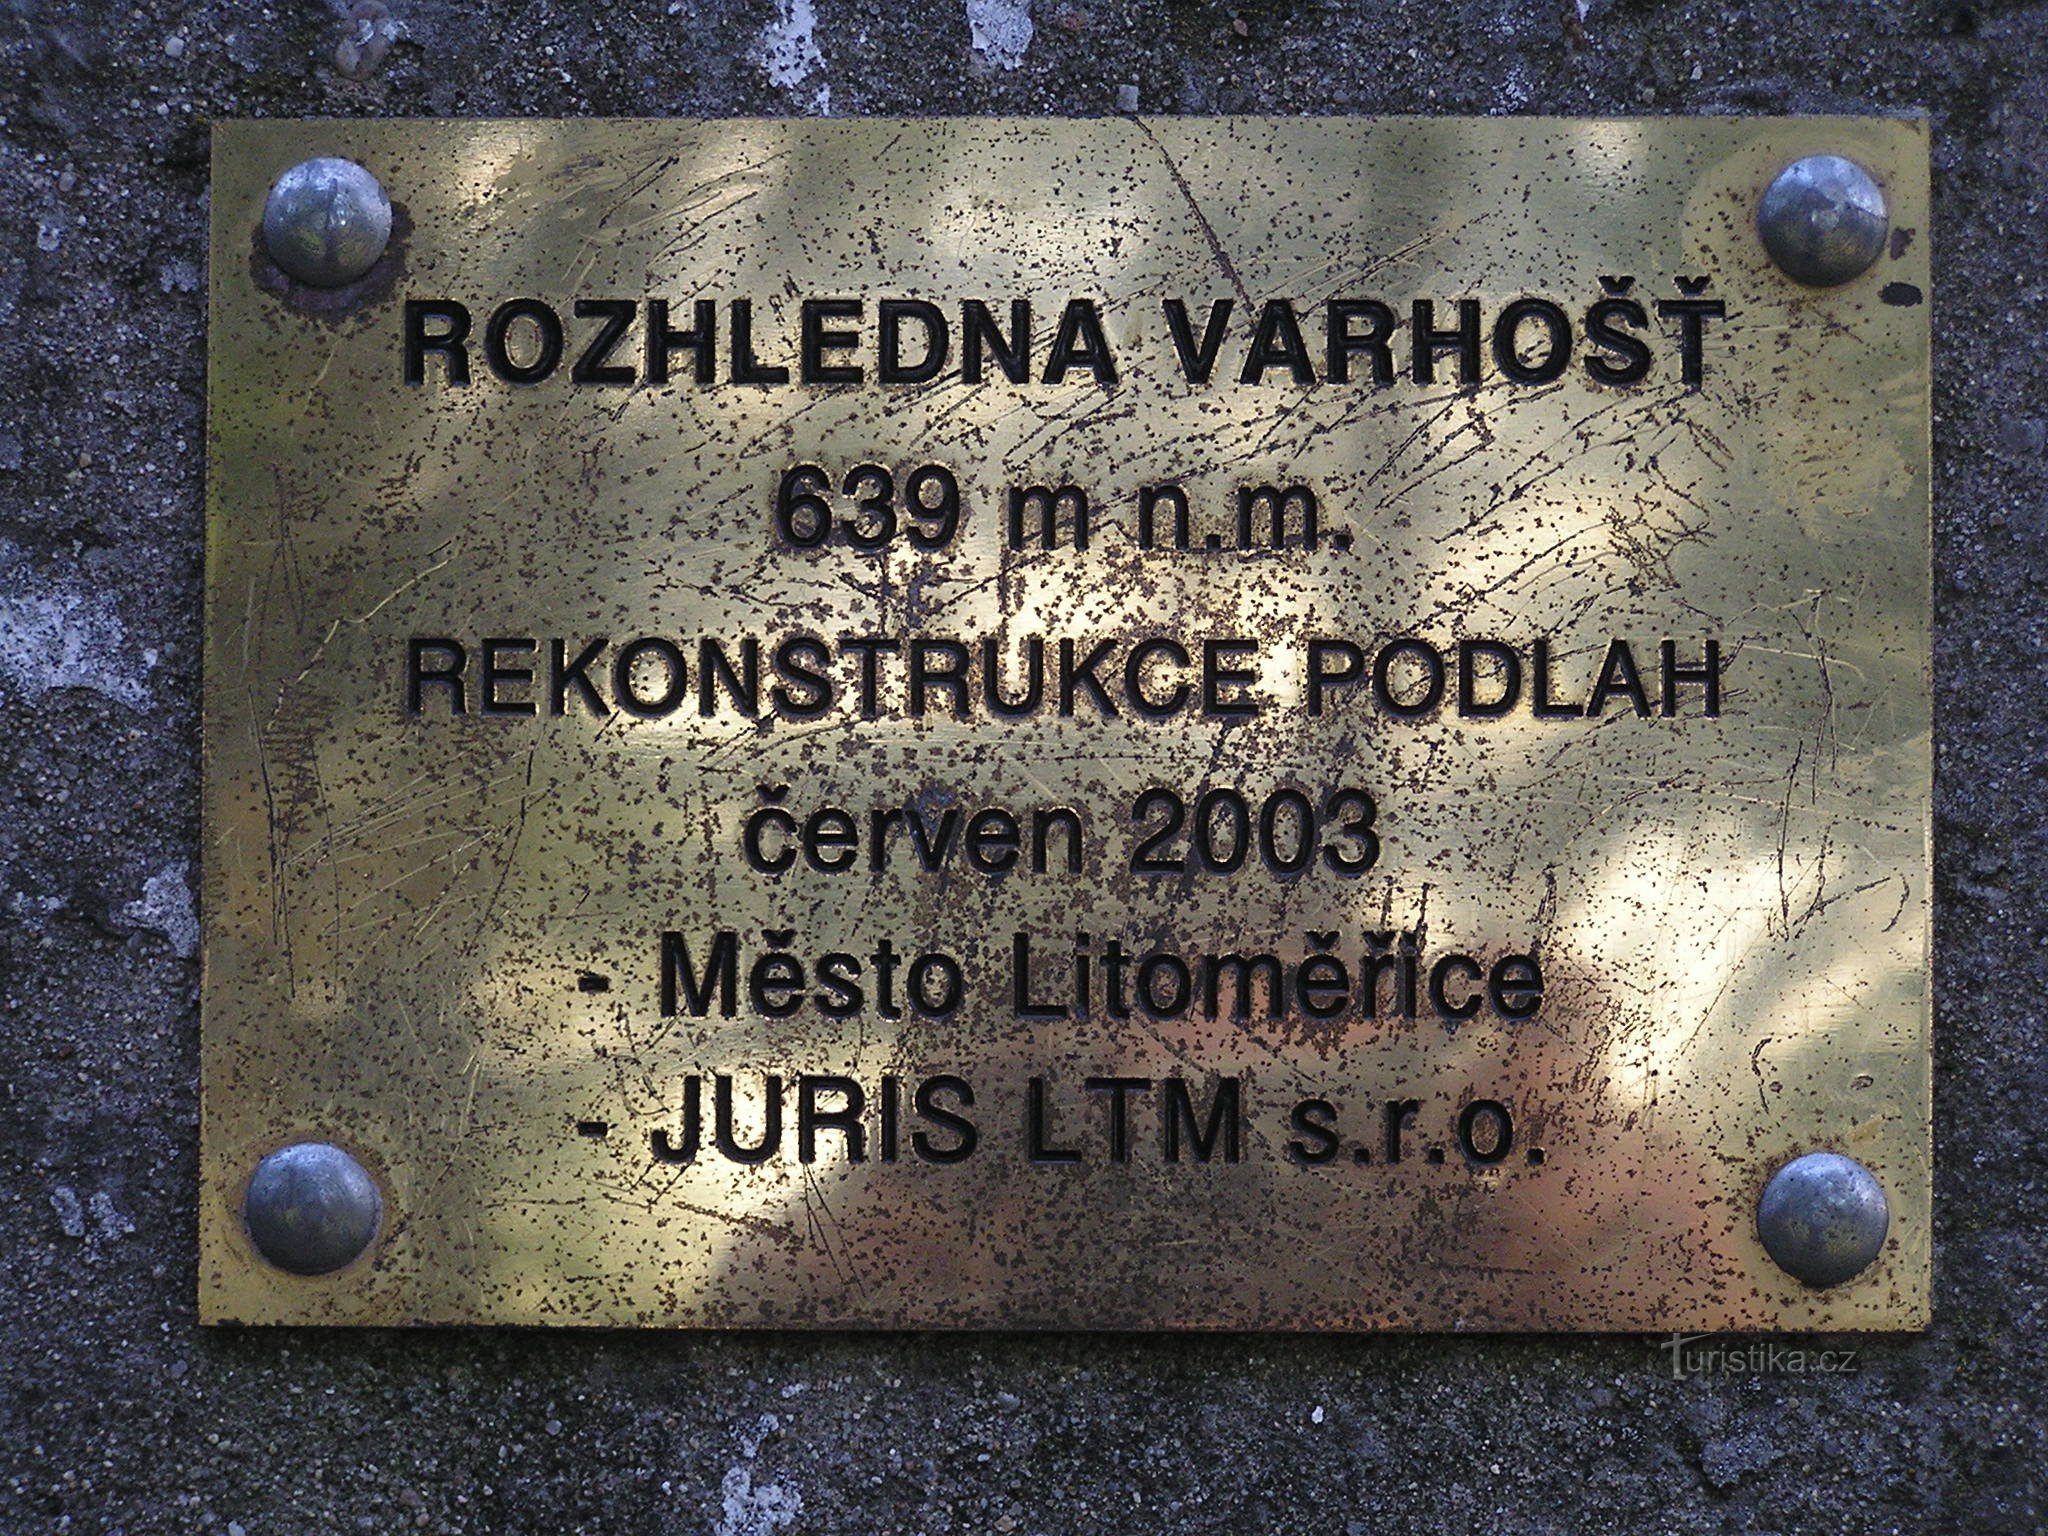 ROZHLEDNA VARHOŠŤ
639 m n.m.
REKONSTRUKCE PODLAH
červen 2003
- Město Litoměřice
- JURIS LTM s.r.o.
Turistika.cz